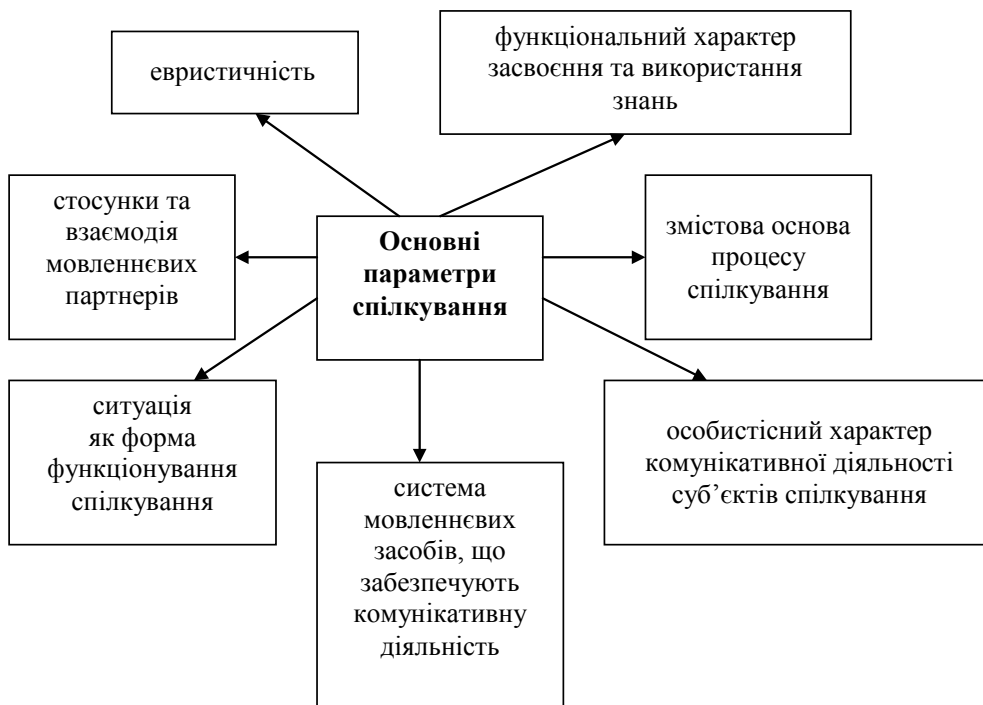 евристичність
функціональний характер
засвоєння та використання
знань
стосунки та
взаємодія
мовленнєвих
партнерів
Основні
параметри
спілкування
змістова основа
процесу
спілкування
ситуація
як форма
функціонування
спілкування
система
мовленнєвих
засобів, що
забезпечують
комунікативну
діяльність
особистісний характер
комунікативної діяльності
суб’єктів спілкування